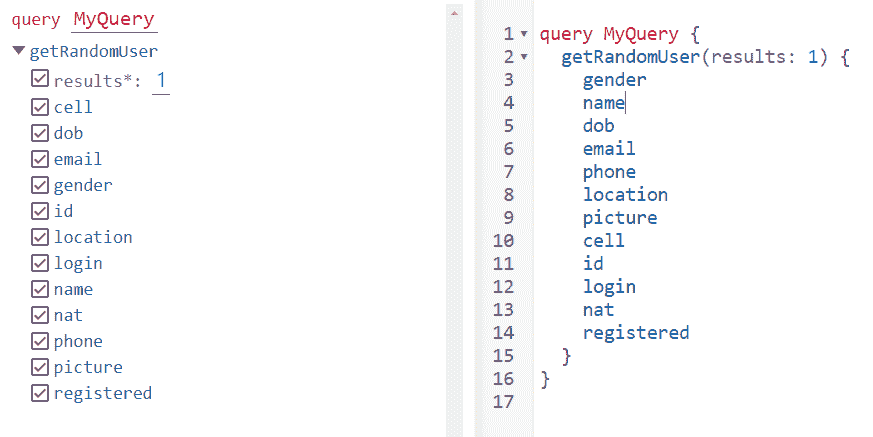 query MyQuery
getRandomUser
results*: 1
cell
dob
email
gender
id
location
login
name
nat
phone
picture
registered
1 query MyQuery {
2 getRandomUser(results: 1) {
3 gender
4 name
5 dob
6 email
7 phone
8 location
9 picture
10 cell
11 id
12 login
13 nat
14 registered
15 }
16 }
17